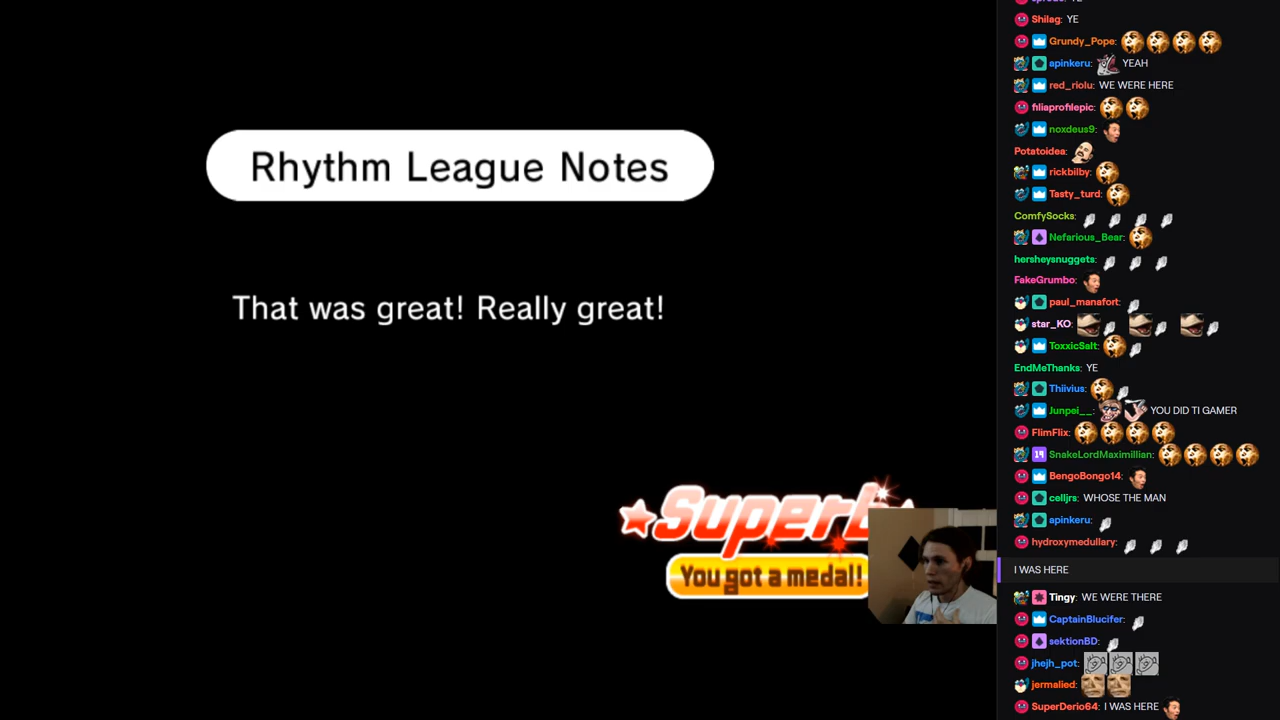 Rhythm League Notes
That was great! Really great!
Superb
You got a medal!
Shilag: YE
Grundy_Pope:
apinkeru: YEAH
red_riolu: WE WERE HERE
filiaprofilepic:
noxdeus9:
Potatoidea:
rickbilby:
Tasty_turd:
ComfySocks:
Nefarious_Bear:
hersheysnuggets:
FakeGrumbo:
paul_manafort:
star_KO:
ToxxicSalt:
EndMeThanks: YE
Thiivius:
Junpei__: YOU DID TI GAMER
FlimFlix:
SnakeLordMaximillian:
BengoBongo14:
celljrs: WHOSE THE MAN
apinkeru:
hydroxymedullary:
I WAS HERE
Tingy: WE WERE THERE
CaptainBlucifer:
sektionBD:
jhejh_pot:
jermalied:
SuperDerio64: I WAS HERE